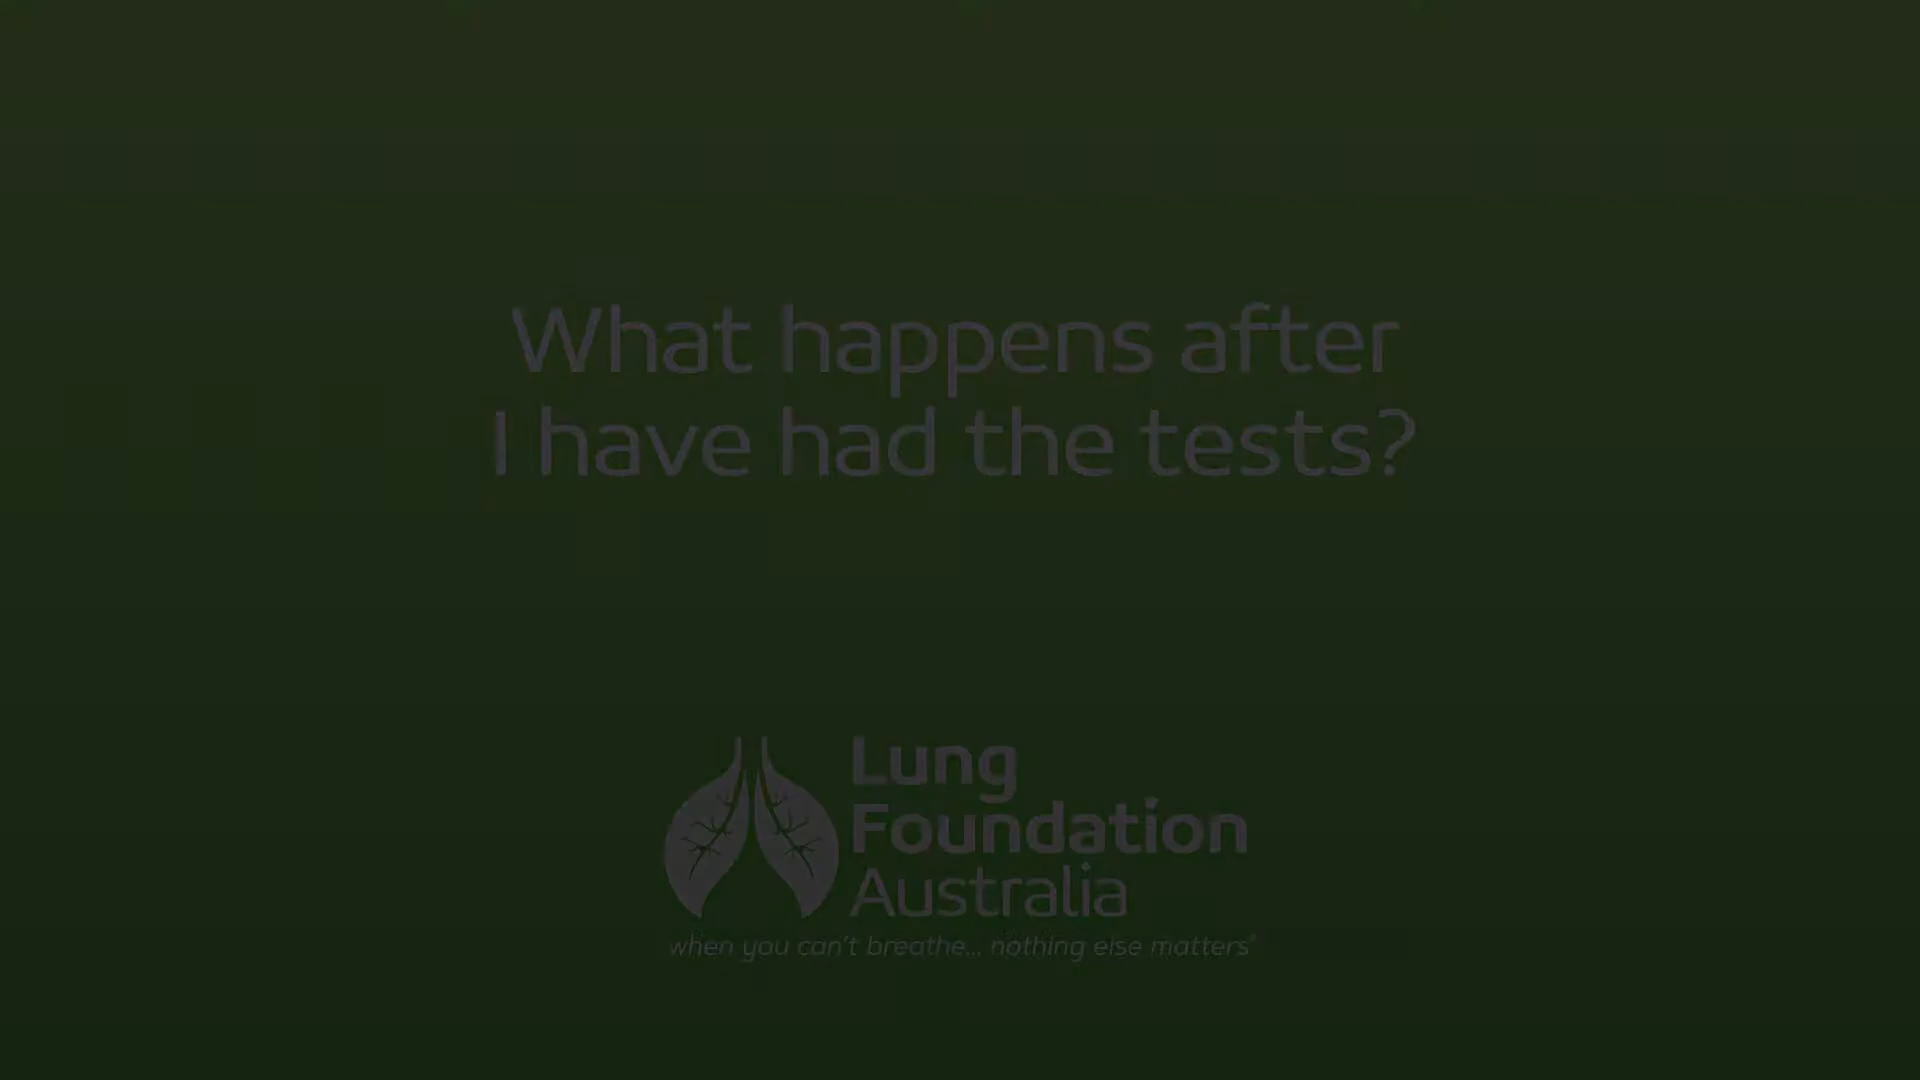 What happens after
I have had the tests?
Lung
Foundation
Australia
when you can't breathe... nothing else matters®